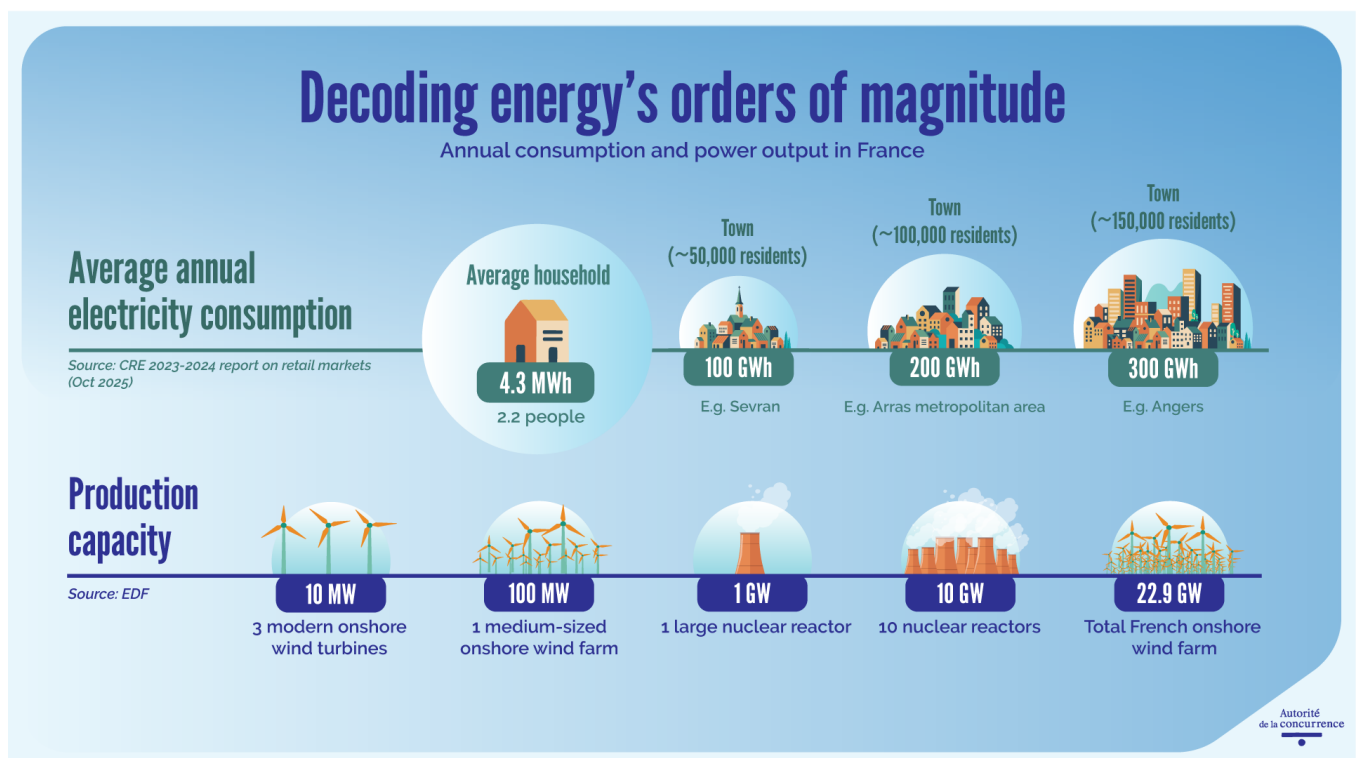 Decoding energy’s orders of magnitude
Annual consumption and power output in France
Average annual
electricity consumption
Source: CRE 2023-2024 report on retail markets
(Oct 2025)
Average household
4.3 MWh
2.2 people
Town
(~50,000 residents)
100 GWh
E.g. Sevran
Town
(~100,000 residents)
200 GWh
E.g. Arras metropolitan area
Town
(~150,000 residents)
300 GWh
E.g. Angers
Production
capacity
Source: EDF
10 MW
3 modern onshore
wind turbines
100 MW
1 medium-sized
onshore wind farm
1 GW
1 large nuclear reactor
10 GW
10 nuclear reactors
22.9 GW
Total French onshore
wind farm
Autorité
de la concurrence